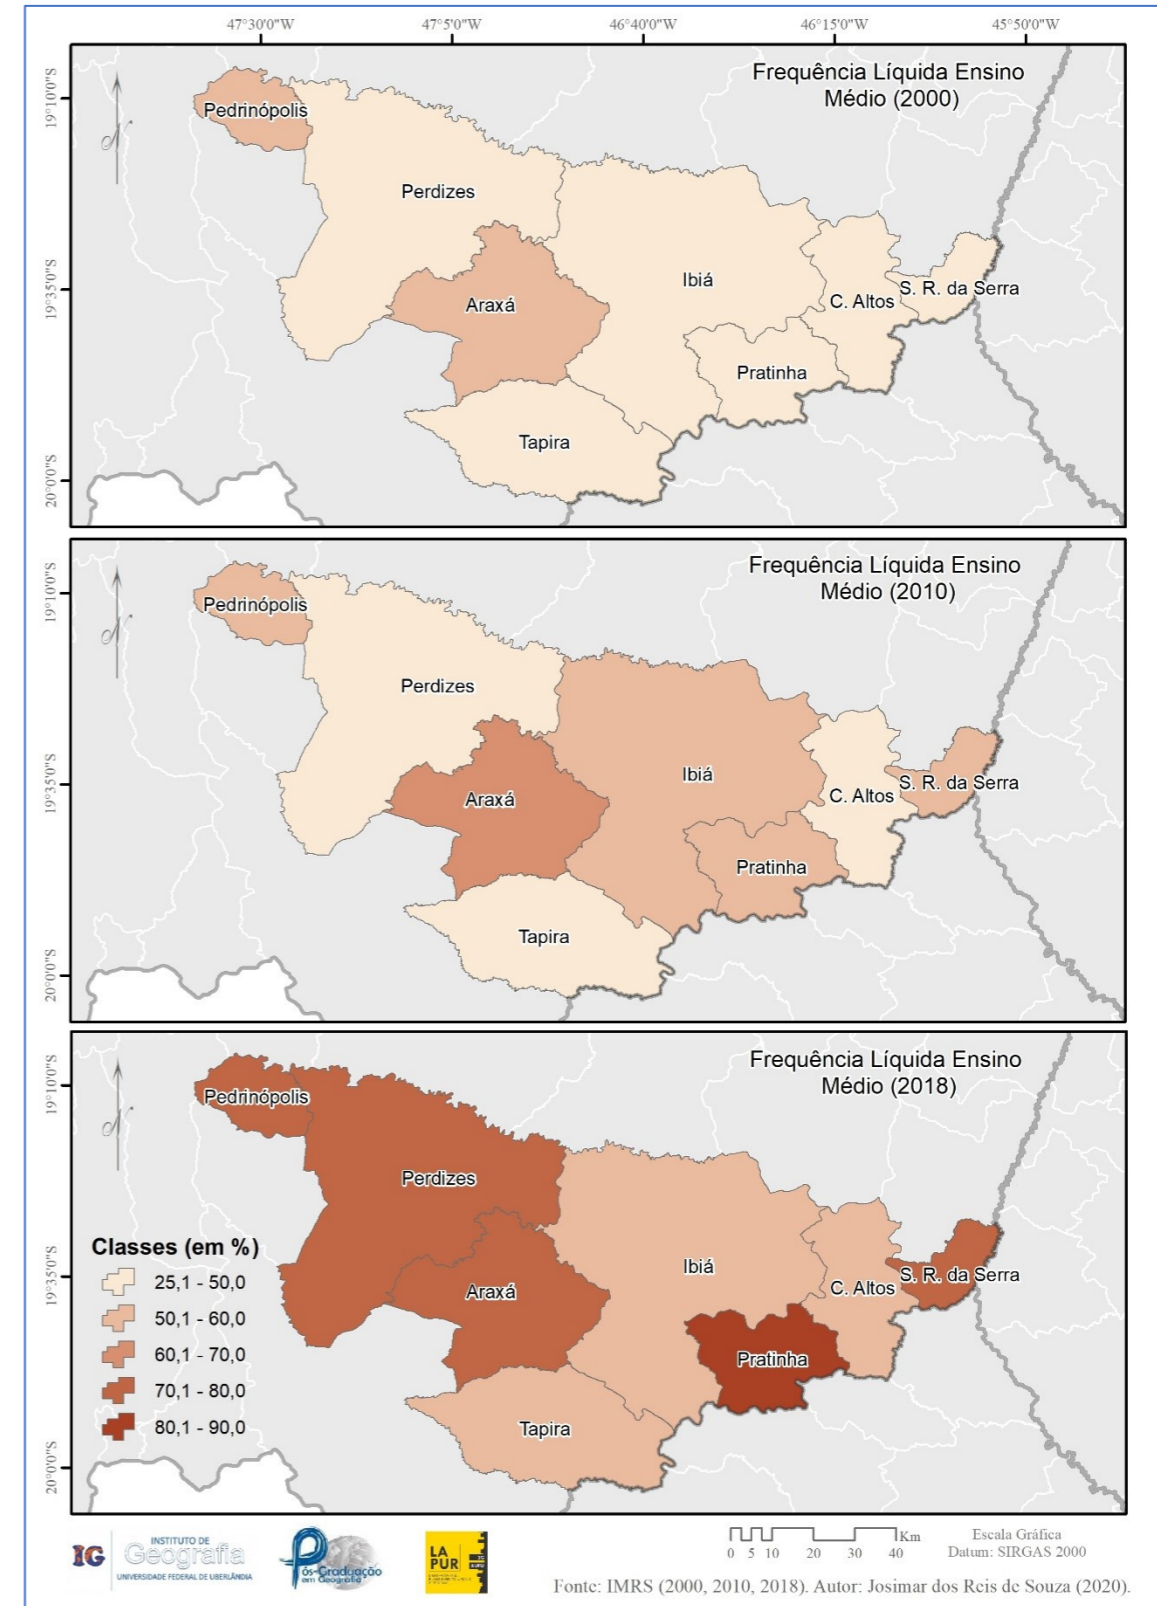 47°30'0"W 47°5'0"W 46°40'0"W 46°15'0"W 45°50'0"W
Frequência Líquida Ensino
Médio (2000)
19°10'0"S
Pedrinópolis
Perdizes
19°35'0"S
Ibiá
S. R. da Serra
C. Altos
Araxá
Pratinha
Tapira
20°0'0"S
Frequência Líquida Ensino
Médio (2010)
19°10'0"S
Pedrinópolis
Perdizes
19°35'0"S
Ibiá
S. R. da Serra
C. Altos
Araxá
Pratinha
Tapira
20°0'0"S
Frequência Líquida Ensino
Médio (2018)
19°10'0"S
Pedrinópolis
Perdizes
19°35'0"S
Ibiá
S. R. da Serra
C. Altos
Araxá
Pratinha
Tapira
20°0'0"S
Classes (em %)
25,1 - 50,0
50,1 - 60,0
60,1 - 70,0
70,1 - 80,0
80,1 - 90,0
IG
INSTITUTO DE
Geografia
UNIVERSIDADE FEDERAL DE UBERLÂNDIA
Pós-Graduação
em Geografia
LA
PUR
Km
0 5 10 20 30 40
Escala Gráfica
Datum: SIRGAS 2000
Fonte: IMRS (2000, 2010, 2018). Autor: Josimar dos Reis de Souza (2020).